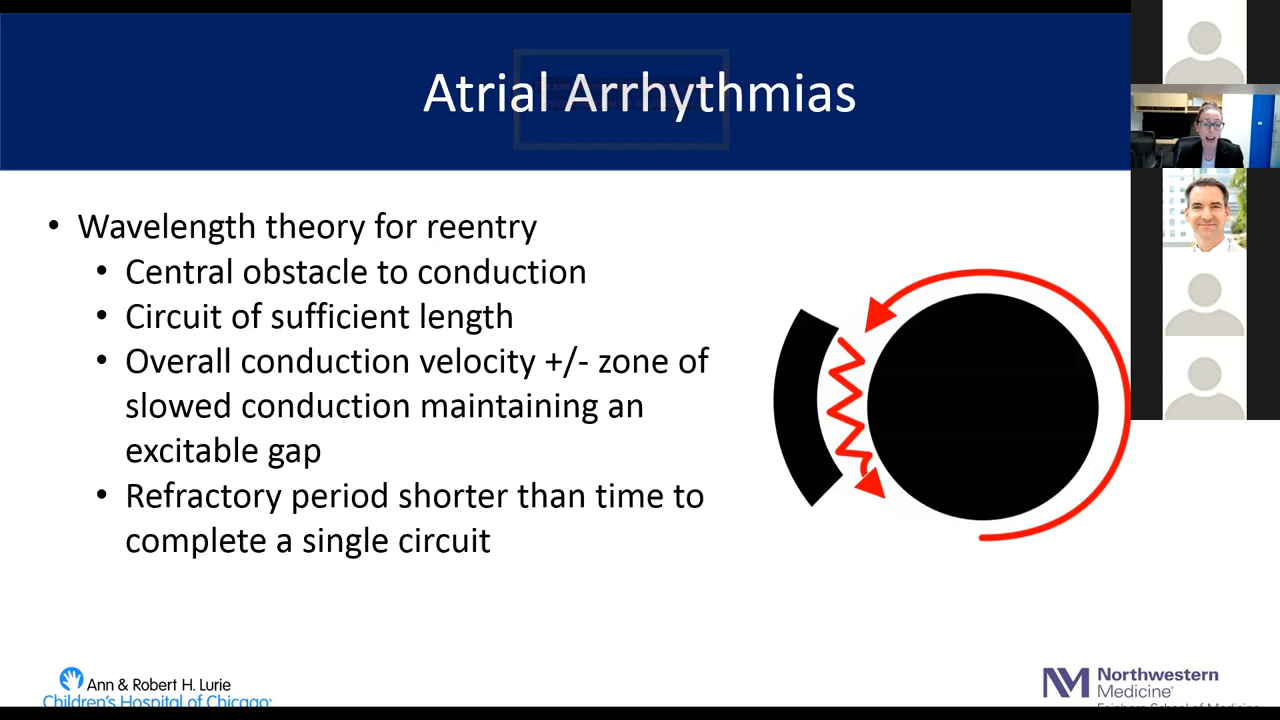 Atrial Arrhythmias
• Wavelength theory for reentry
• Central obstacle to conduction
• Circuit of sufficient length
• Overall conduction velocity +/- zone of
slowed conduction maintaining an
excitable gap
• Refractory period shorter than time to
complete a single circuit
Ann & Robert H. Lurie
Children's Hospital of Chicago®
Northwestern
Medicine®
Feinberg School of Medicine